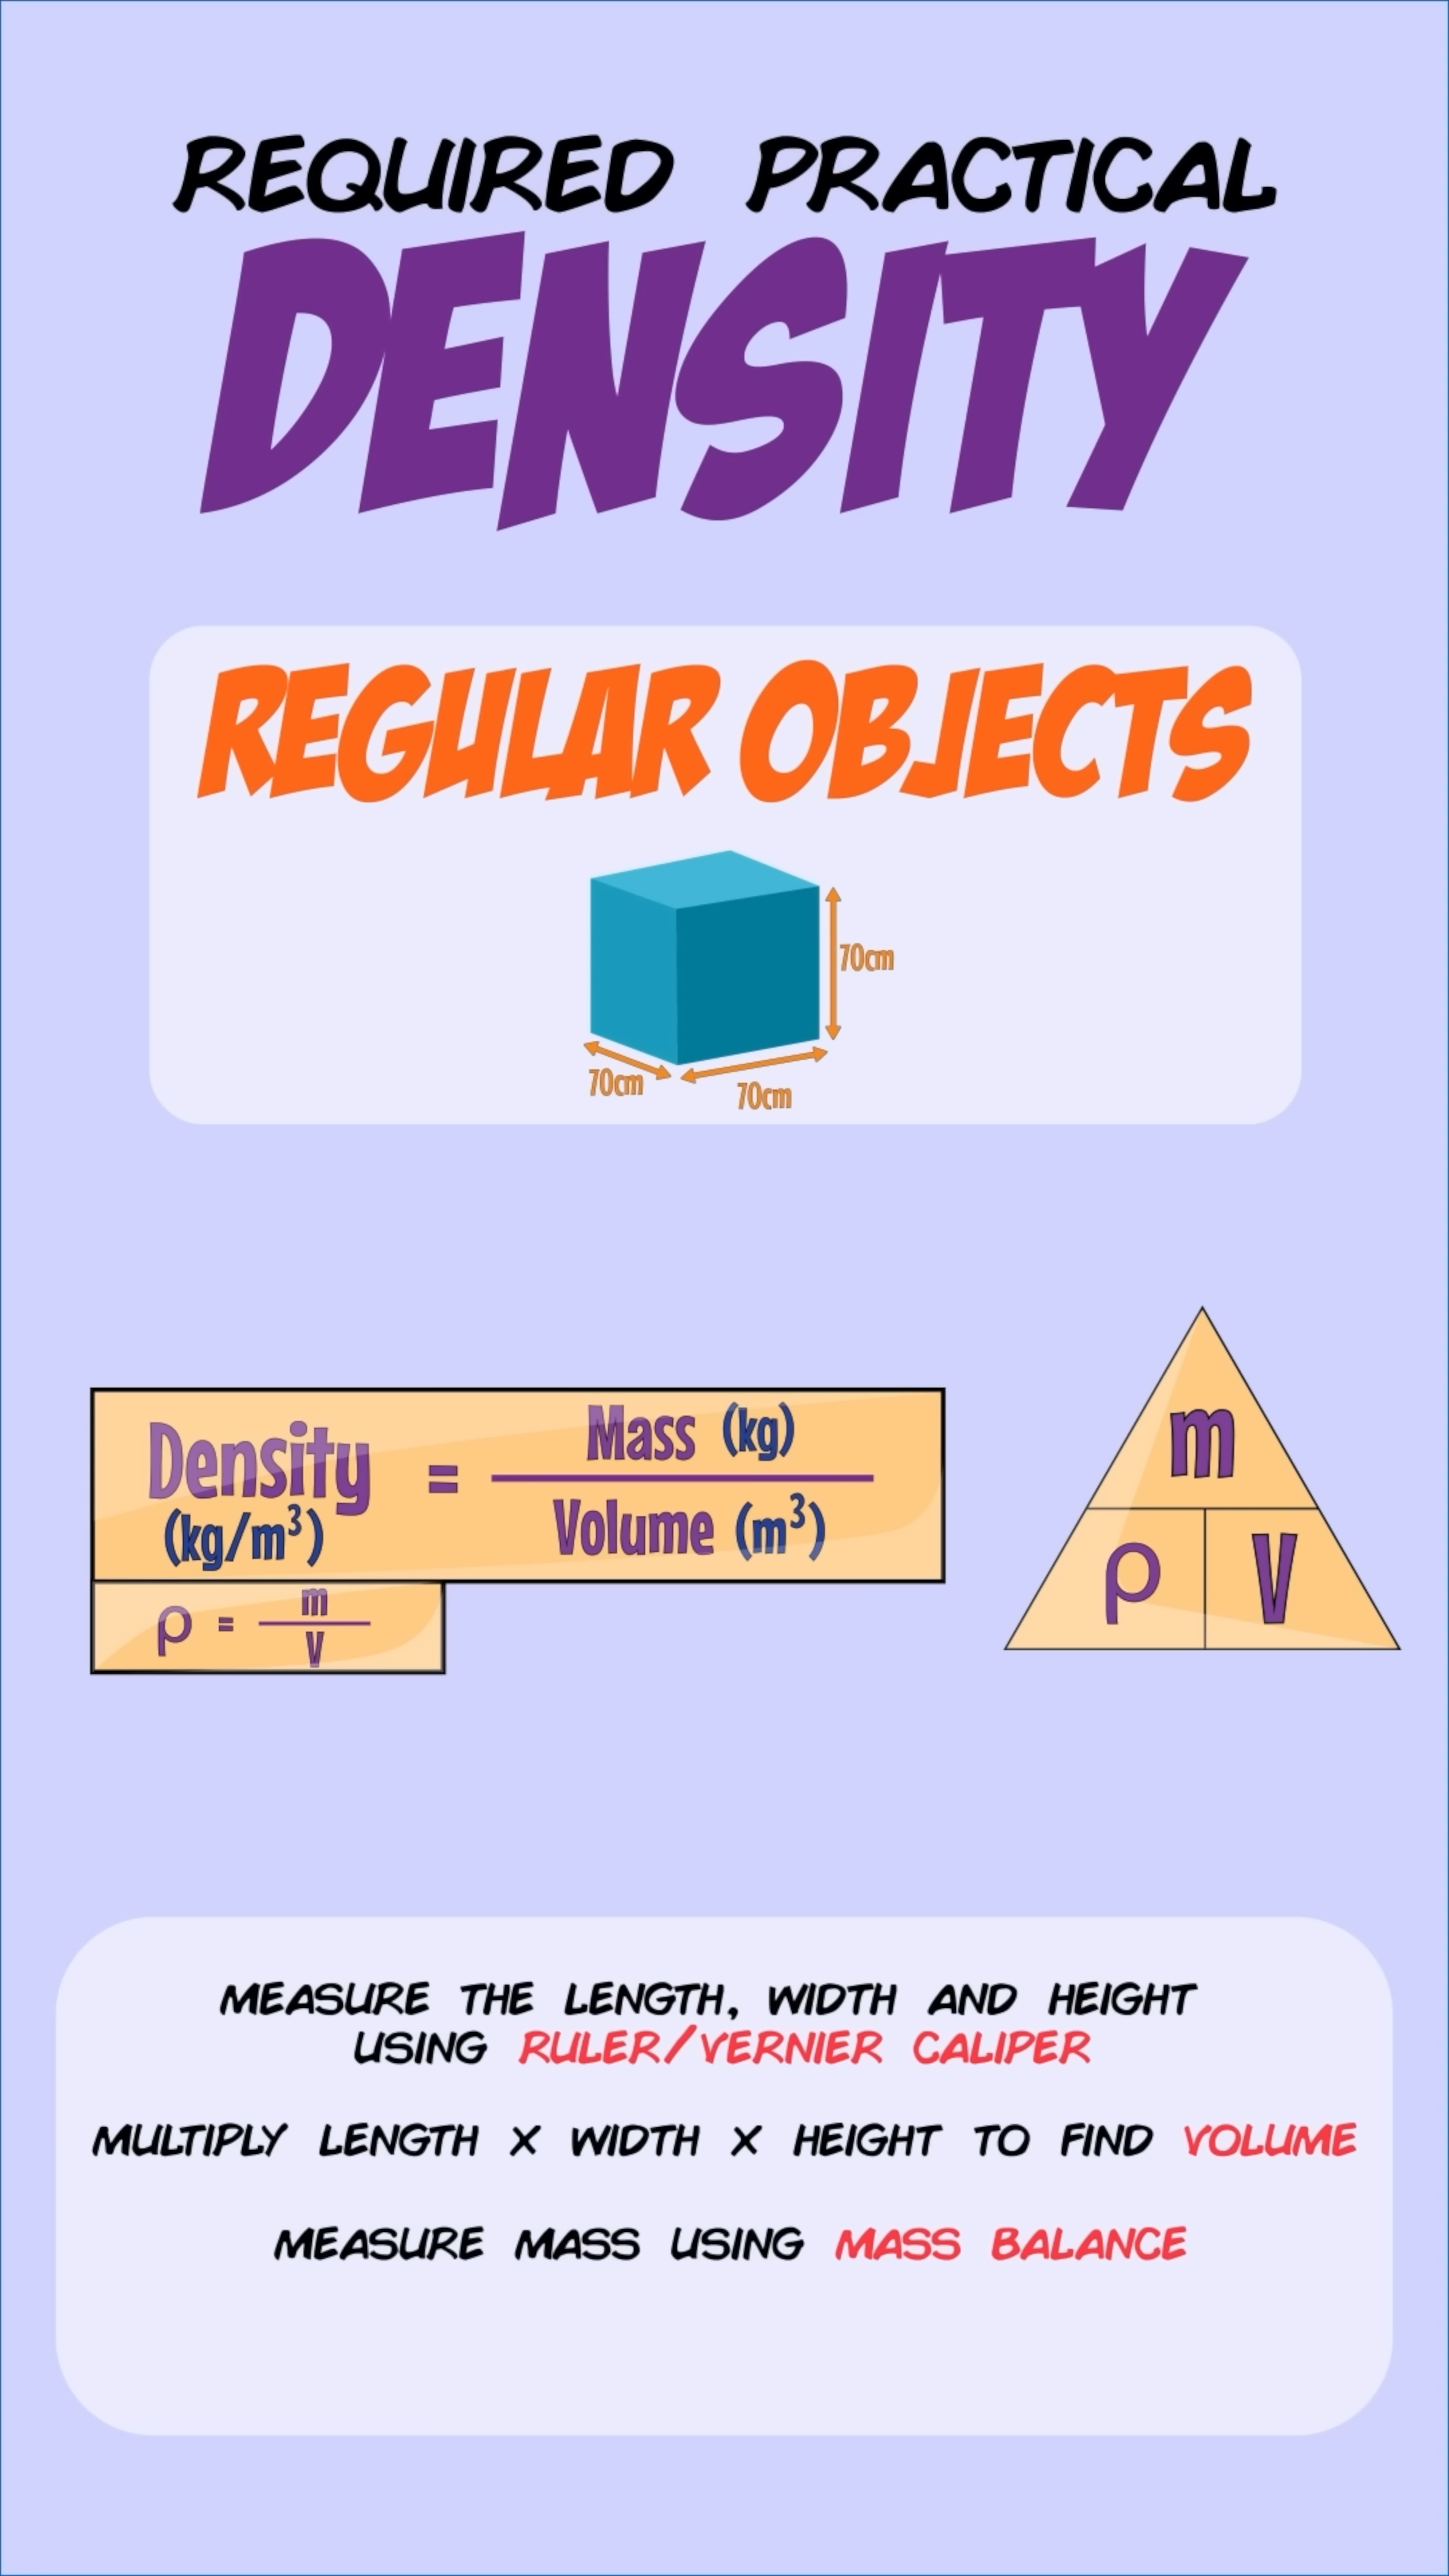 REQUIRED PRACTICAL
DENSITY
REGULAR OBJECTS
70cm
70cm
70cm
Density (kg/m³) = Mass (kg) / Volume (m³)
ρ = m / V
m
ρ V
MEASURE THE LENGTH, WIDTH AND HEIGHT
USING RULER/VERNIER CALIPER
MULTIPLY LENGTH X WIDTH X HEIGHT TO FIND VOLUME
MEASURE MASS USING MASS BALANCE